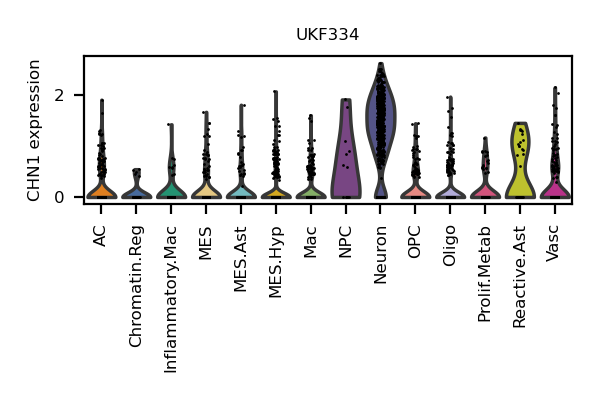 UKF334
CHN1 expression
2
0
AC
Chromatin.Reg
Inflammatory.Mac
MES
MES.Ast
MES.Hyp
Mac
NPC
Neuron
OPC
Oligo
Prolif.Metab
Reactive.Ast
Vasc